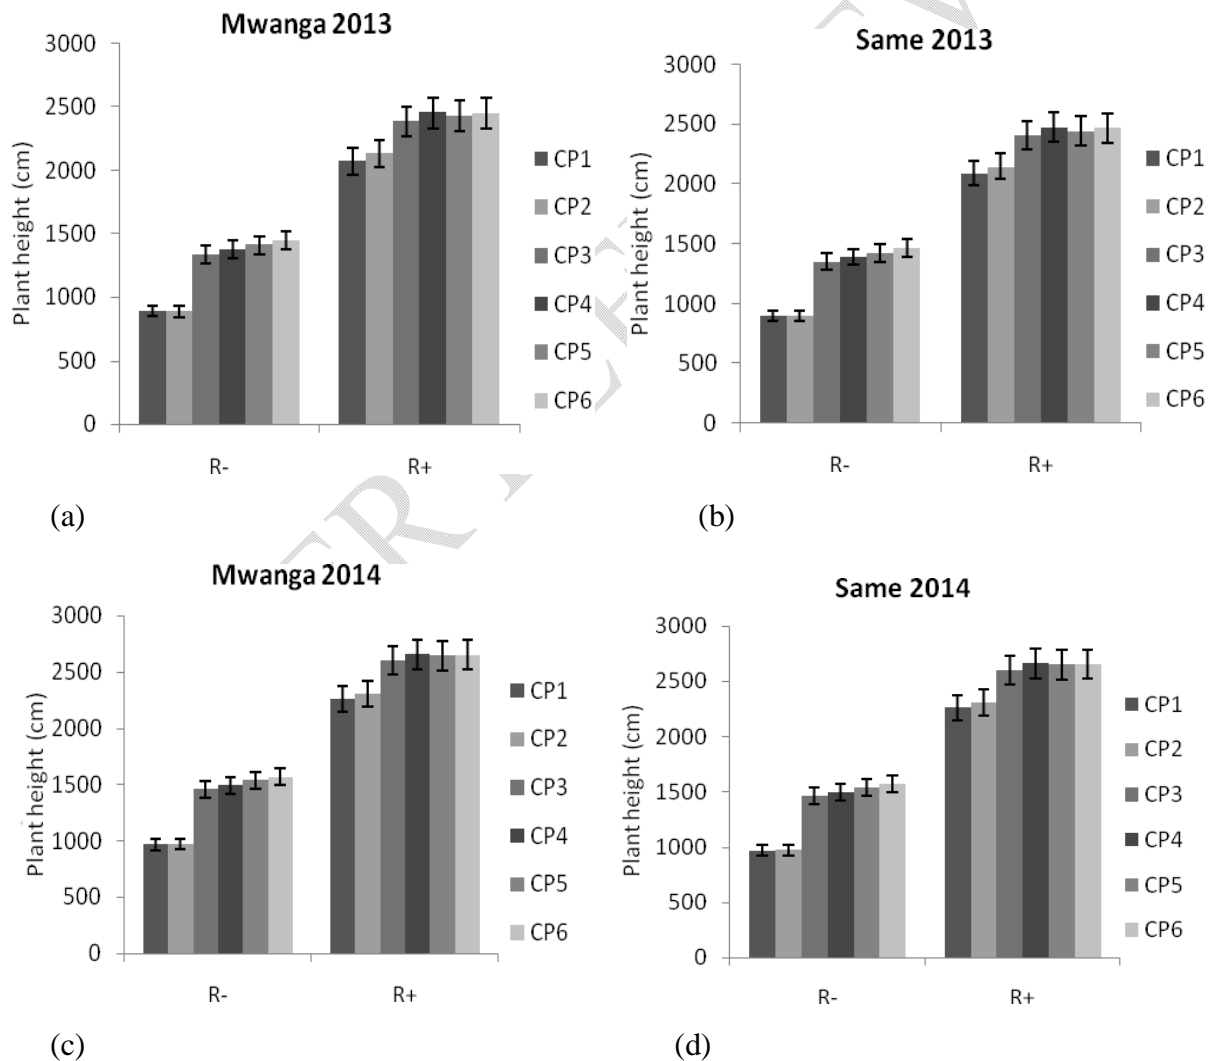 Mwanga 2013
3000
2500
2000
1500
1000
500
0
Plant height (cm)
R-
R+
CP1
CP2
CP3
CP4
CP5
CP6
(a)
Same 2013
3000
2500
2000
1500
1000
500
0
Plant height (cm)
R-
R+
CP1
CP2
CP3
CP4
CP5
CP6
(b)
Mwanga 2014
3000
2500
2000
1500
1000
500
0
Plant height (cm)
R-
R+
CP1
CP2
CP3
CP4
CP5
CP6
(c)
Same 2014
3000
2500
2000
1500
1000
500
0
Plant height (cm)
R-
R+
CP1
CP2
CP3
CP4
CP5
CP6
(d)